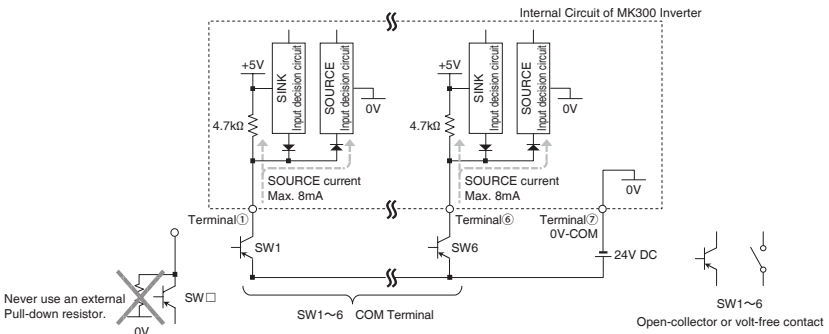 Internal Circuit of MK300 Inverter
+5V
SINK
Input decision circuit
SOURCE
Input decision circuit
0V
4.7kΩ
SOURCE current
Max. 8mA
+5V
SINK
Input decision circuit
SOURCE
Input decision circuit
0V
4.7kΩ
SOURCE current
Max. 8mA
0V
Terminal①
Terminal⑥
Terminal⑦
0V-COM
SW1
SW6
24V DC
SW□
Never use an external
Pull-down resistor.
0V
SW1~6 COM Terminal
SW1~6
Open-collector or volt-free contact